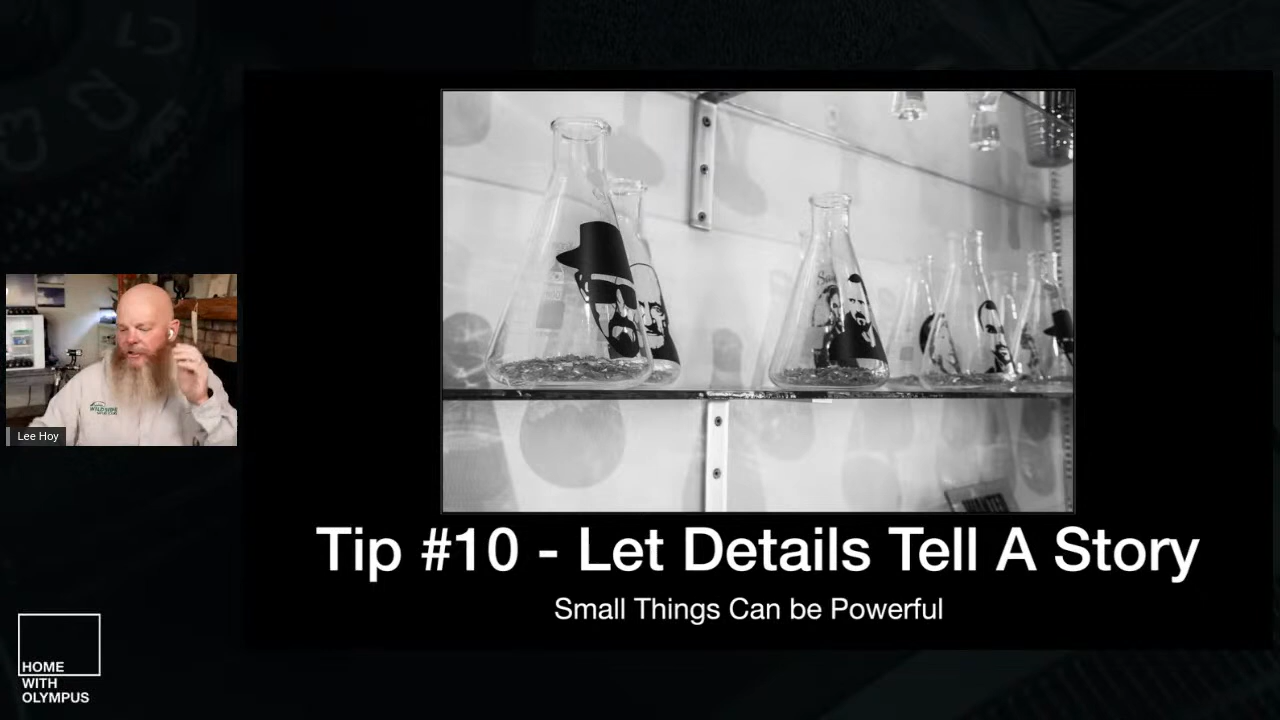 Tip #10 - Let Details Tell A Story
Small Things Can be Powerful
Lee Hoy
HOME
WITH
OLYMPUS